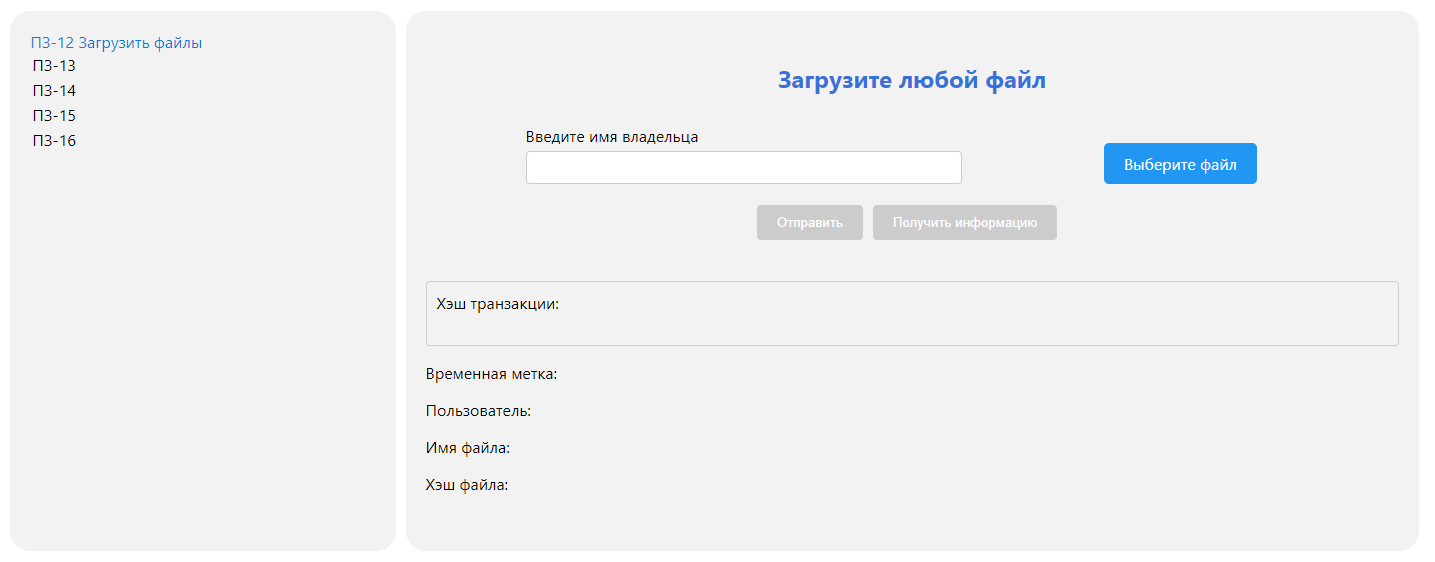 ПЗ-12 Загрузить файлы
ПЗ-13
ПЗ-14
ПЗ-15
ПЗ-16
Загрузите любой файл
Введите имя владельца
Выберите файл
Отправить
Получить информацию
Хэш транзакции:
Временная метка:
Пользователь:
Имя файла:
Хэш файла: